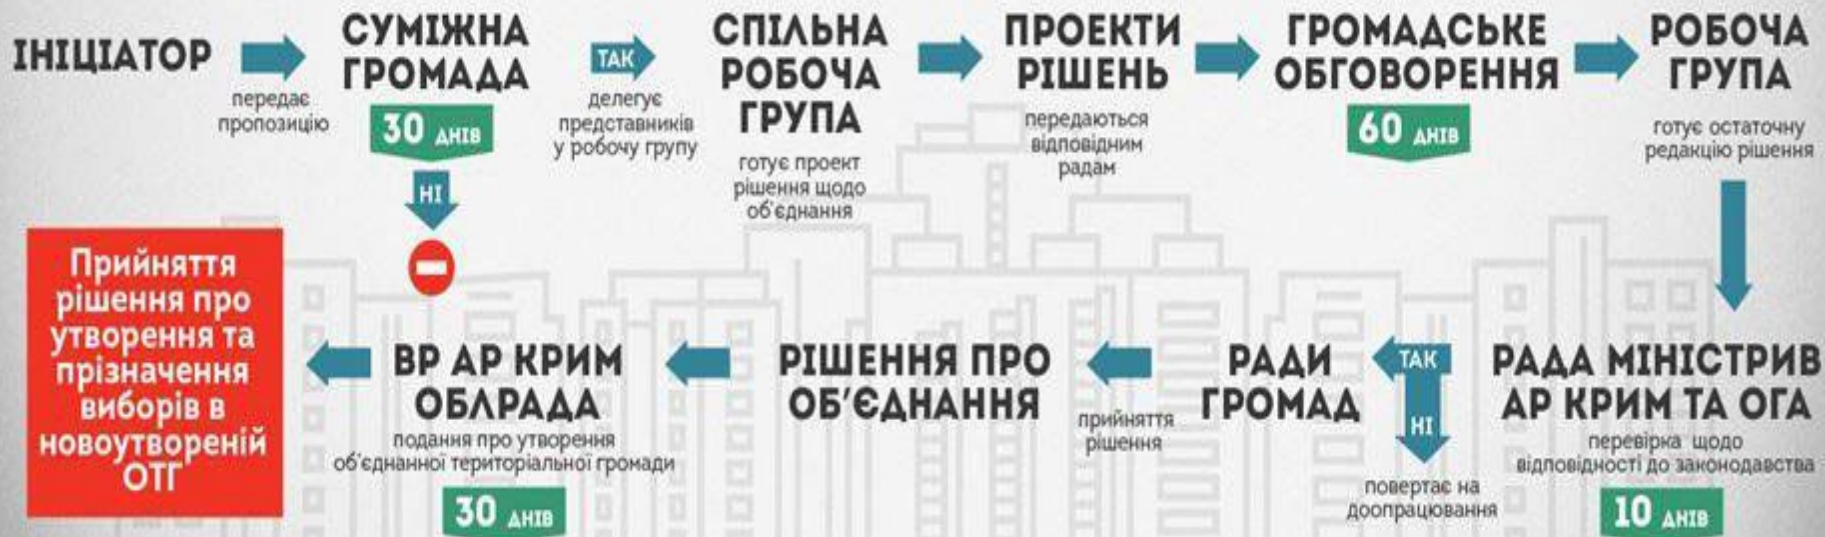 ІНІЦІАТОР
передає
пропозицію
СУМІЖНА
ГРОМАДА
30 ДНІВ
НІ
ТАК
делегує
представників
у робочу групу
СПІЛЬНА
РОБОЧА
ГРУПА
готує проект
рішення щодо
об'єднання
ПРОЕКТИ
РІШЕНЬ
передаються
відповідним
радам
ГРОМАДСЬКЕ
ОБГОВОРЕННЯ
60 ДНІВ
РОБОЧА
ГРУПА
готує остаточну
редакцію рішення
РАДА МІНІСТРИВ
АР КРИМ ТА ОГА
перевірка щодо
відповідності до законодавства
10 ДНІВ
ТАК
НІ
повертає на
доопрацювання
РАДИ
ГРОМАД
прийняття
рішення
РІШЕННЯ ПРО
ОБ'ЄДНАННЯ
ВР АР КРИМ
ОБЛРАДА
подання про утворення
об'єднанної територіальної громади
30 ДНІВ
Прийняття
рішення про
утворення та
прізначення
виборів в
новоутвореній
ОТГ